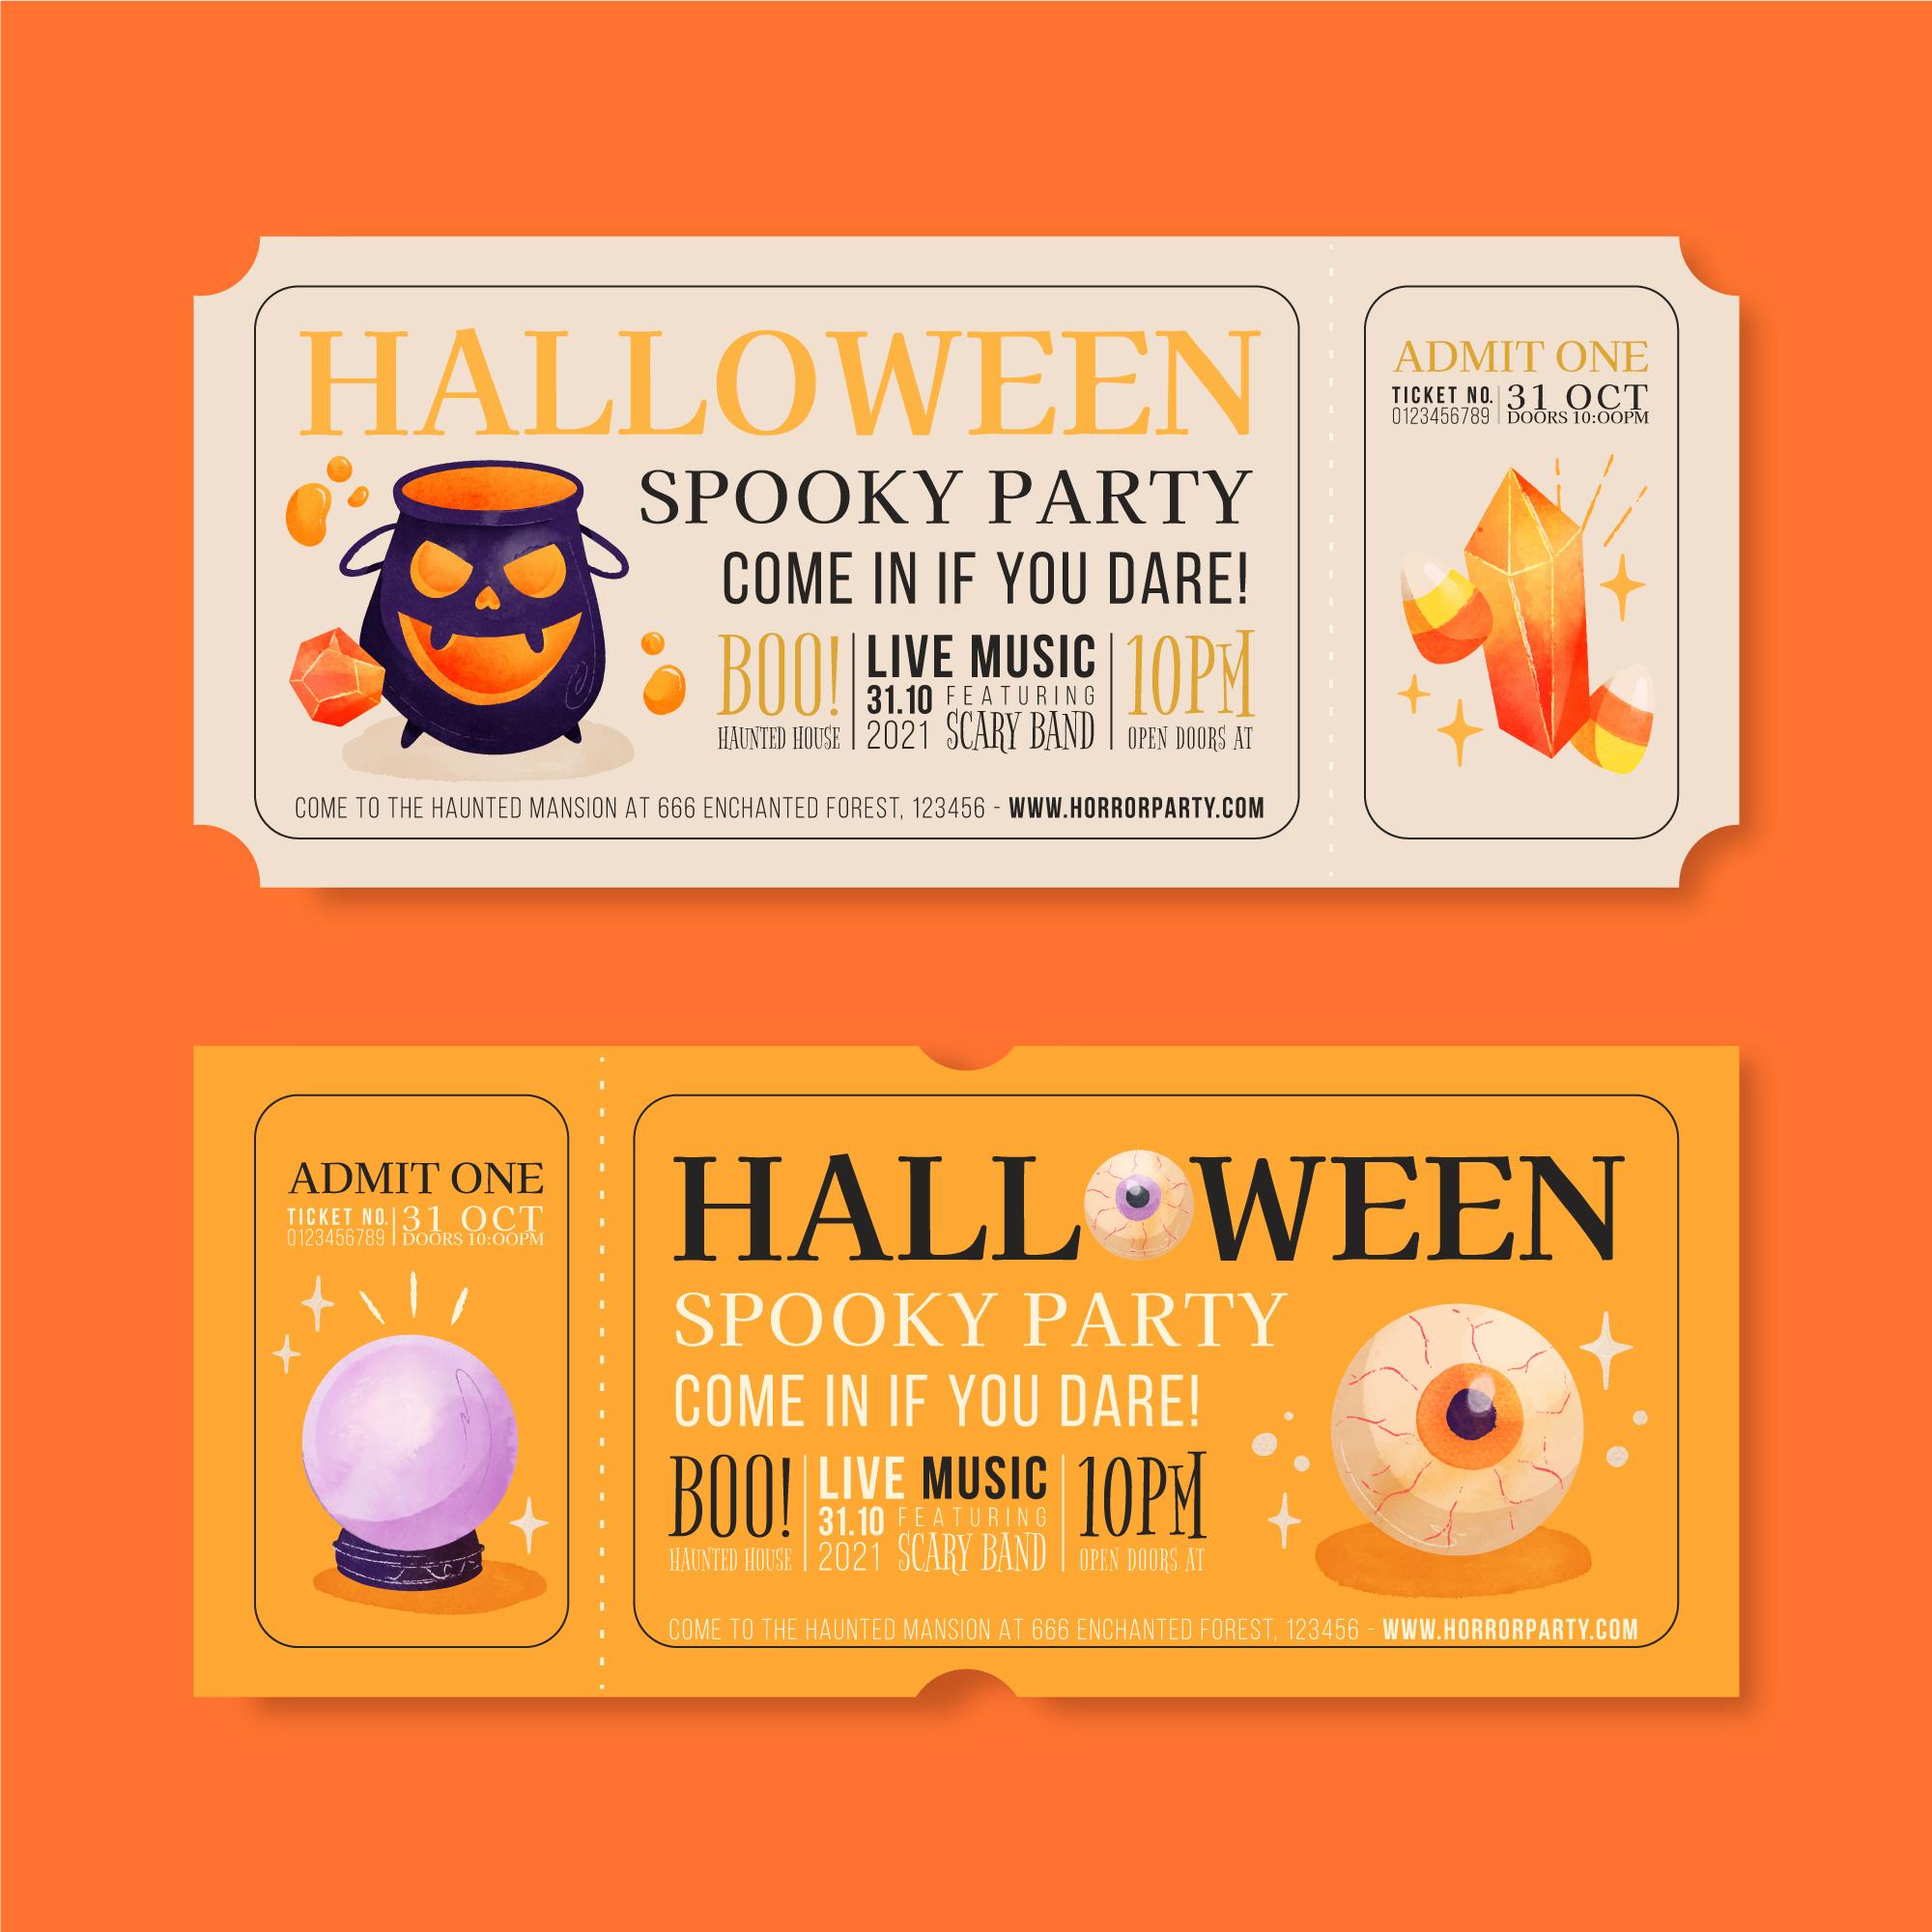 HALLOWEEN
SPOOKY PARTY
COME IN IF YOU DARE!
BOO!
HAUNTED HOUSE
LIVE MUSIC
31.10 FEATURING
2021 SCARY BAND
10PM
OPEN DOORS AT
COME TO THE HAUNTED MANSION AT 666 ENCHANTED FOREST, 123456 - WWW.HORRORPARTY.COM
ADMIT ONE
TICKET NO.
0123456789
31 OCT
DOORS 10:OOPM
ADMIT ONE
TICKET NO.
0123456789
31 OCT
DOORS 10:OOPM
HALLOWEEN
SPOOKY PARTY
COME IN IF YOU DARE!
BOO!
HAUNTED HOUSE
LIVE MUSIC
31.10 FEATURING
2021 SCARY BAND
10PM
OPEN DOORS AT
COME TO THE HAUNTED MANSION AT 666 ENCHANTED FOREST, 123456 - WWW.HORRORPARTY.COM